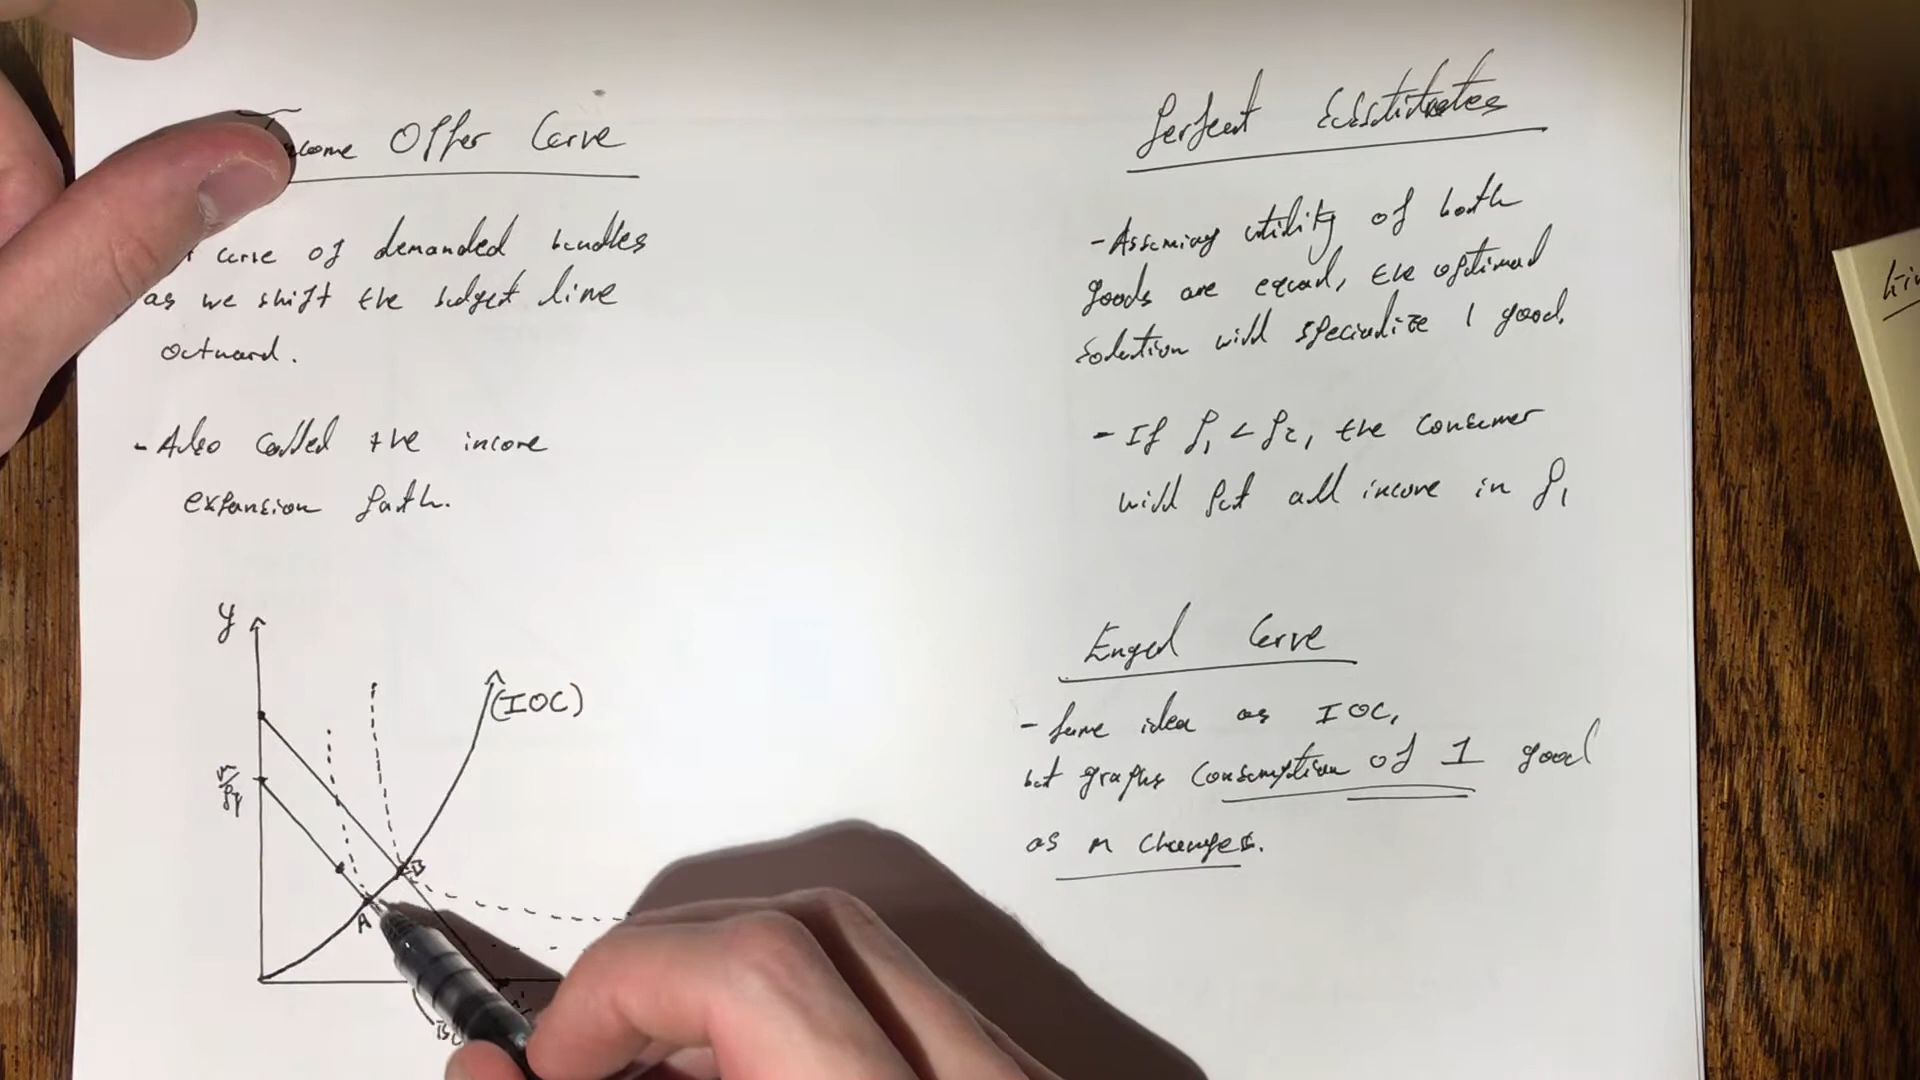 Income Offer Curve
curve of demanded bundles
as we shift the budget line
outward.
- Also called the income
expansion path.
y
(IOC)
m
B
A
Perfect Substitutes
- Assuming utility of both
goods are equal, the optimal
solution will specialize 1 good.
- If P1 < P2, the consumer
will put all income in P1
Engel Curve
- Same idea as IOC,
but graphs consumption of 1 good
as m changes.